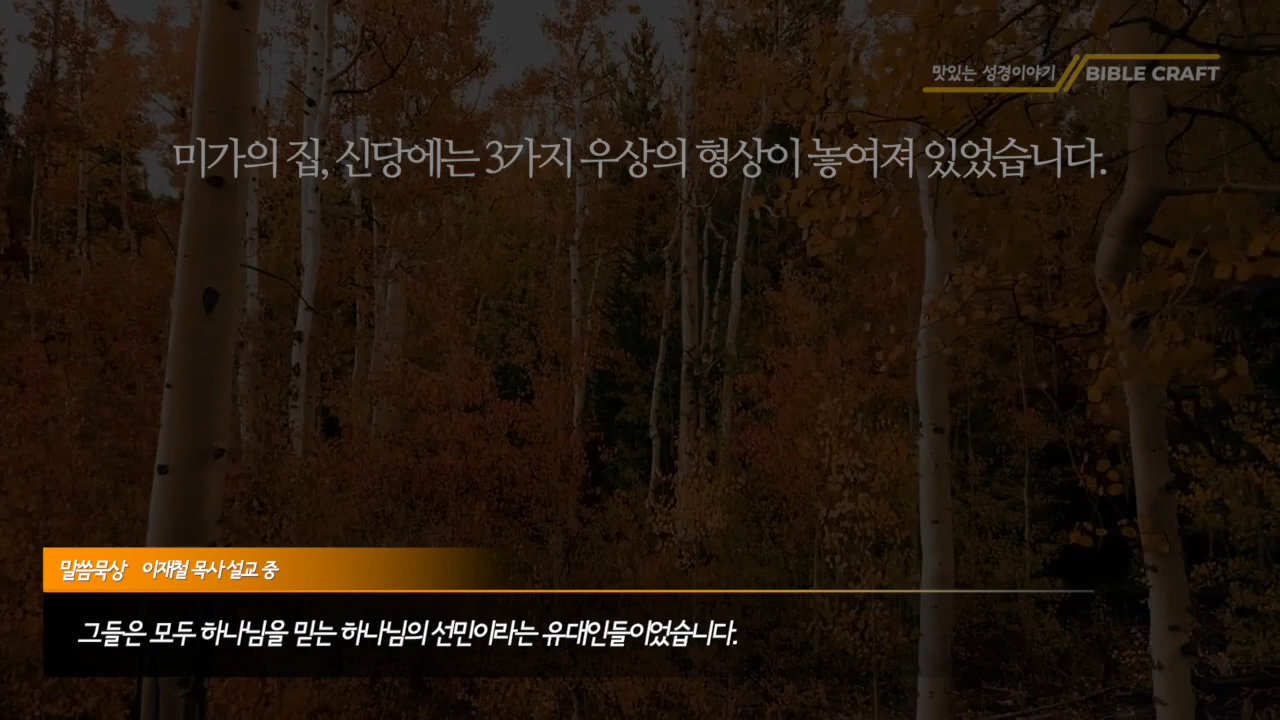 맛있는 성경이야기 BIBLE CRAFT
미가의 집, 신당에는 3가지 우상의 형상이 놓여져 있었습니다.
말씀묵상 이재철 목사 설교 중
그들은 모두 하나님을 믿는 하나님의 선민이라는 유대인들이었습니다.